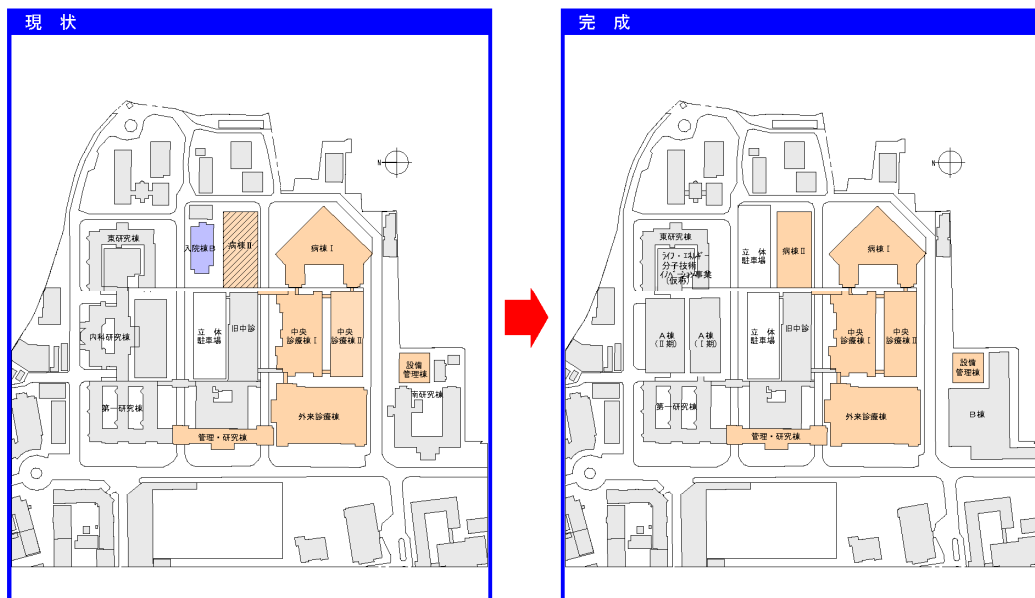 現 状
N
東研究棟
入院棟B
病棟Ⅱ
病棟Ⅰ
内科研究棟
立 体
駐車場
旧中診
中央
診療棟Ⅰ
中央
診療棟Ⅱ
設備
管理棟
南研究棟
第一研究棟
外来診療棟
管理・研究棟
完 成
N
東研究棟
ライフ・エネルギー
分子技術
イノベーション事業
(仮称)
立 体
駐車場
病棟Ⅱ
病棟Ⅰ
A棟
(Ⅱ期)
A棟
(Ⅰ期)
立 体
駐車場
旧中診
中央
診療棟Ⅰ
中央
診療棟Ⅱ
設備
管理棟
B棟
第一研究棟
外来診療棟
管理・研究棟